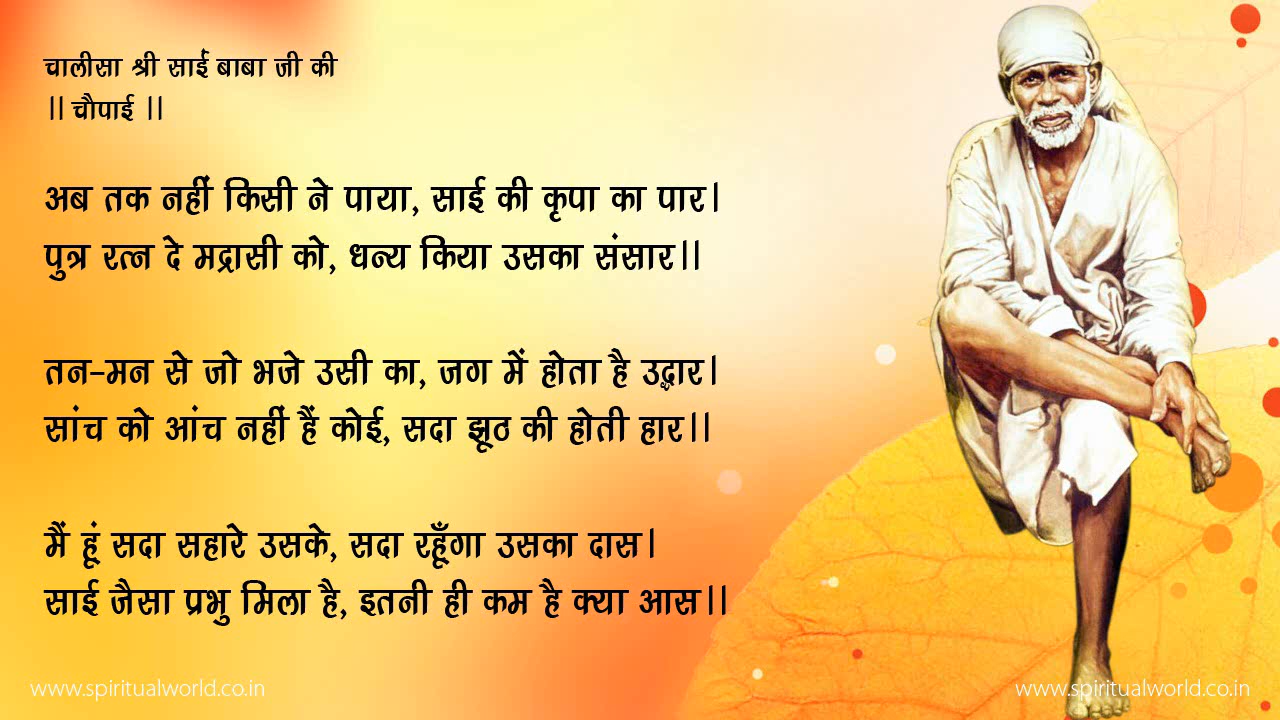 चालीसा श्री साईं बाबा जी की
|| चौपाई ||
अब तक नहीं किसी ने पाया, साई की कृपा का पार|
पुत्र रत्न दे मद्रासी को, धन्य किया उसका संसार||
तन-मन से जो भजे उसी का, जग में होता है उद्धार|
सांच को आंच नहीं हैं कोई, सदा झूठ की होती हार||
मैं हूं सदा सहारे उसके, सदा रहूँगा उसका दास|
साई जैसा प्रभु मिला है, इतनी ही कम है क्या आस||
www.spiritualworld.co.in
www.spiritualworld.co.in